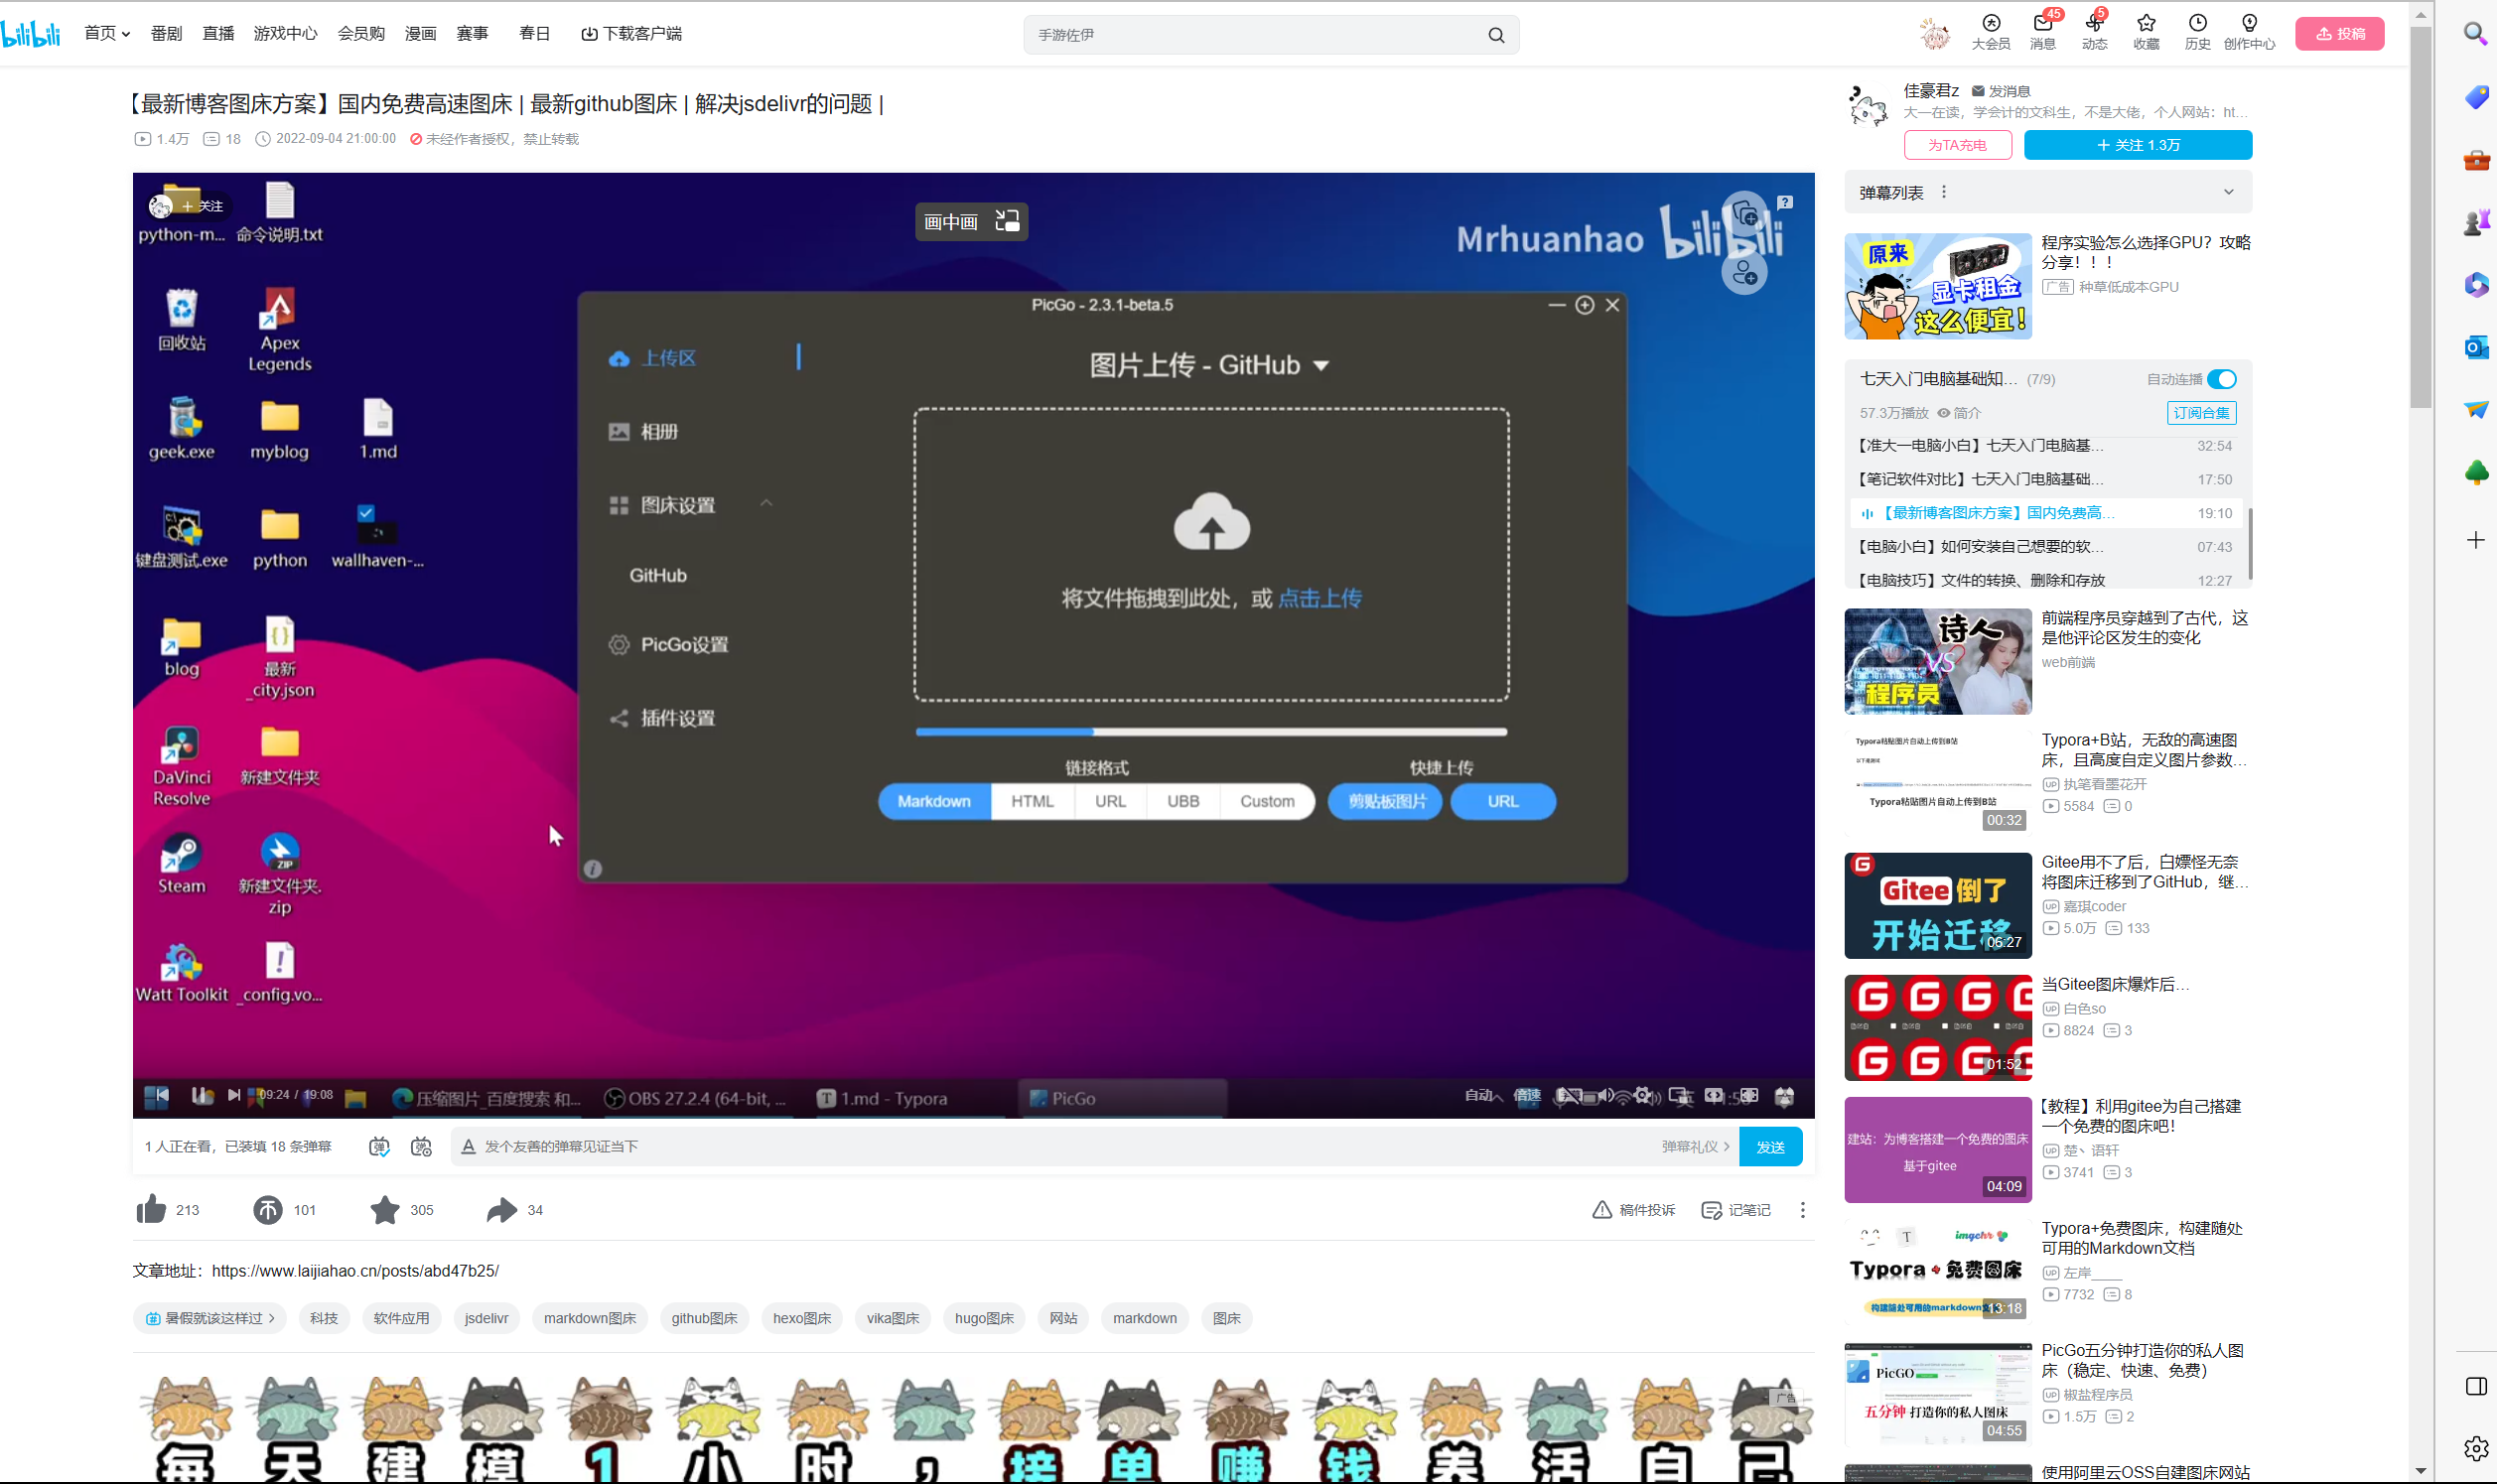 bilibili
首页
番剧
直播
游戏中心
会员购
漫画
赛事
春日
下载客户端
手游佐伊
大会员
45
消息
5
动态
收藏
历史
创作中心
投稿
【最新博客图床方案】国内免费高速图床 | 最新github图床 | 解决jsdelivr的问题 |
1.4万
18
2022-09-04 21:00:00
未经作者授权，禁止转载
+ 关注
python-m...
命令说明.txt
画中画
Mrhuanhao bilibili
回收站
Apex
Legends
geek.exe
myblog
1.md
键盘测试.exe
python
wallhaven-...
blog
最新
_city.json
DaVinci
Resolve
新建文件夹
Steam
新建文件夹.
zip
Watt Toolkit
_config.vo...
PicGo - 2.3.1-beta.5
上传区
图片上传 - GitHub
相册
图床设置
GitHub
PicGo设置
插件设置
将文件拖拽到此处，或 点击上传
链接格式
快捷上传
Markdown
HTML
URL
UBB
Custom
剪贴板图片
URL
09:24 / 19:08
压缩图片_百度搜索 和...
OBS 27.2.4 (64-bit, ...
1.md - Typora
PicGo
自动
倍速
1 人正在看，已装填 18 条弹幕
发个友善的弹幕见证当下
弹幕礼仪 >
发送
213
101
305
34
稿件投诉
记笔记
文章地址：https://www.laijiahao.cn/posts/abd47b25/
暑假就该这样过 >
科技
软件应用
jsdelivr
markdown图床
github图床
hexo图床
vika图床
hugo图床
网站
markdown
图床
广告
每天建模1小时，接单赚钱养活自己
佳豪君z
发消息
大一在读，学会计的文科生，不是大佬，个人网站：ht...
为TA充电
+ 关注 1.3万
弹幕列表
原来
显卡租金
这么便宜！
程序实验怎么选择GPU？攻略
分享！！！
广告 种草低成本GPU
七天入门电脑基础知... (7/9)
自动连播
57.3万播放
简介
订阅合集
【准大一电脑小白】七天入门电脑基...
32:54
【笔记软件对比】七天入门电脑基础...
17:50
【最新博客图床方案】国内免费高...
19:10
【电脑小白】如何安装自己想要的软...
07:43
【电脑技巧】文件的转换、删除和存放
12:27
诗人
VS
程序员
前端程序员穿越到了古代，这
是他评论区发生的变化
web前端
Typora粘贴图片自动上传到B站
Typora粘贴图片自动上传到B站
00:32
Typora+B站，无敌的高速图
床，且高度自定义图片参数...
执笔看墨花开
5584
0
Gitee倒了
开始迁移
06:27
Gitee用不了后，白嫖怪无奈
将图床迁移到了GitHub，继...
嘉琪coder
5.0万
133
01:52
当Gitee图床爆炸后...
白色so
8824
3
建站：为博客搭建一个免费的图床
基于gitee
04:09
【教程】利用gitee为自己搭建
一个免费的图床吧！
楚丶语轩
3741
3
imgchr
Typora + 免费图床
13:18
Typora+免费图床，构建随处
可用的Markdown文档
左岸____
7732
8
PicGO
五分钟 打造你的私人图床
04:55
PicGo五分钟打造你的私人图
床（稳定、快速、免费）
椒盐程序员
1.5万
2
使用阿里云OSS自建图床网站